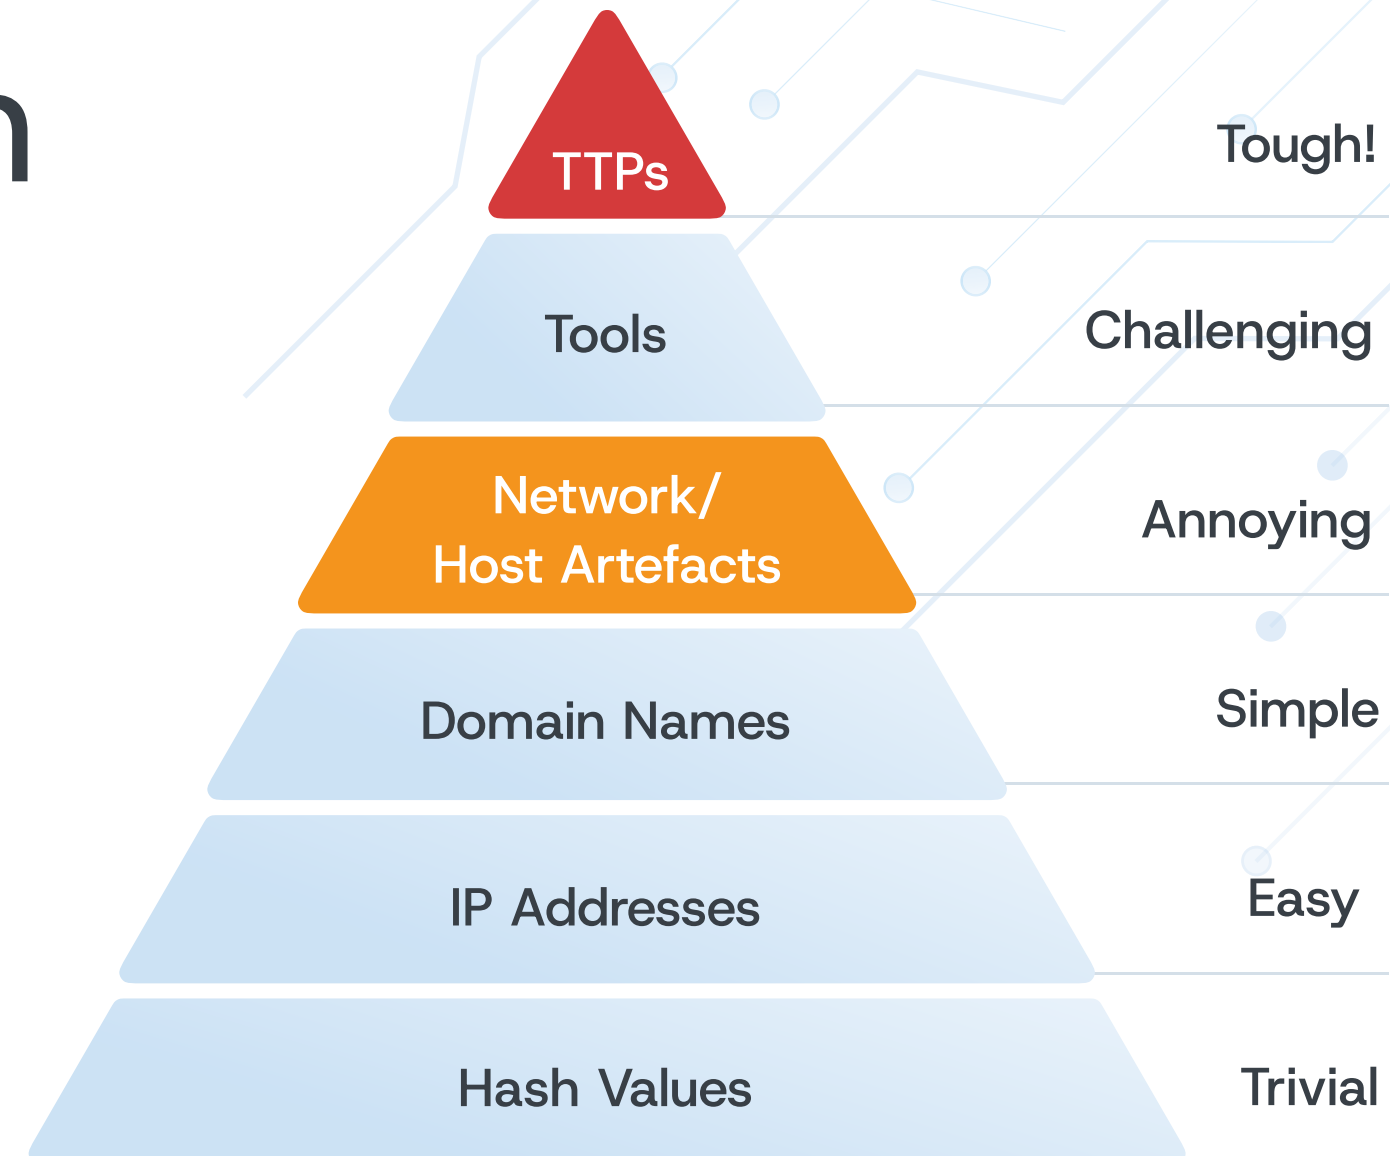 TTPs
Tough!
Tools
Challenging
Network/
Host Artefacts
Annoying
Domain Names
Simple
IP Addresses
Easy
Hash Values
Trivial